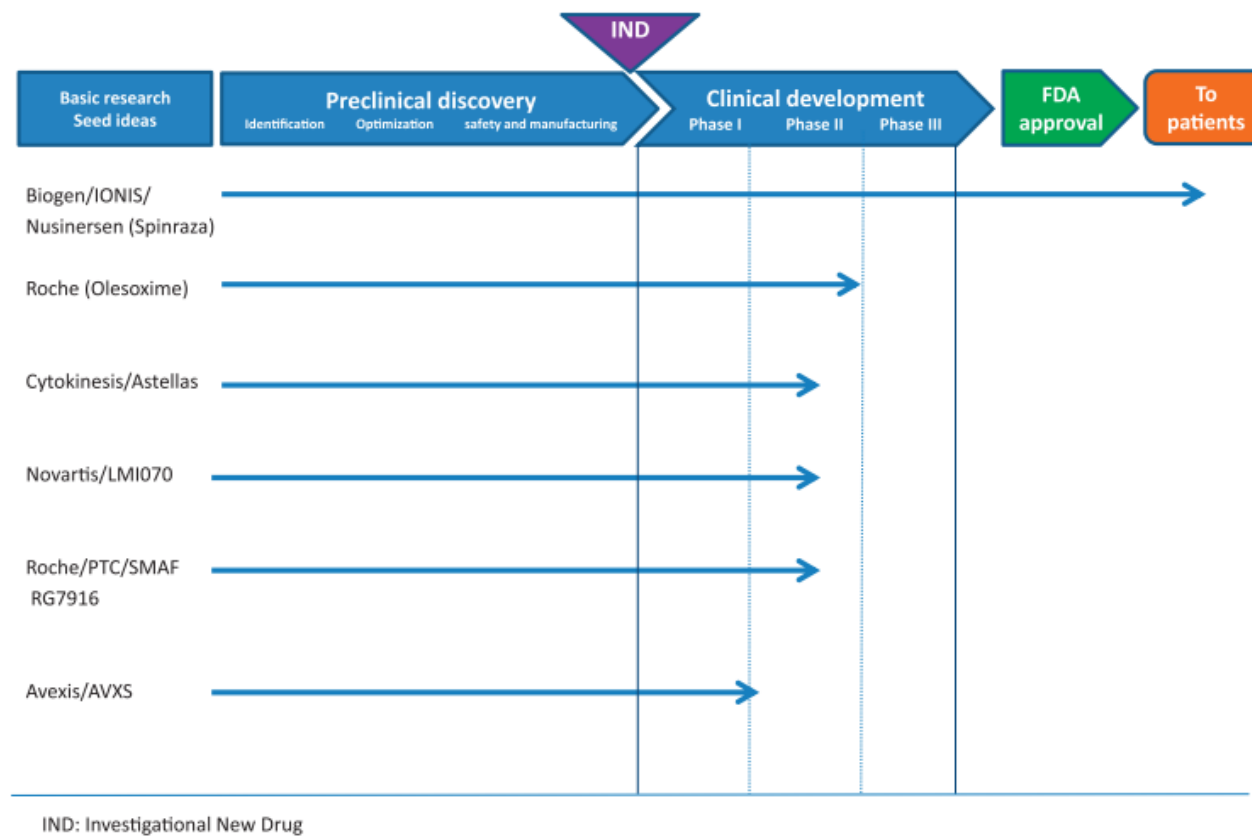 IND
Basic research
Seed ideas
Preclinical discovery
Identification Optimization safety and manufacturing
Clinical development
Phase I Phase II Phase III
FDA
approval
To
patients
Biogen/IONIS/
Nusinersen (Spinraza)
Roche (Olesoxime)
Cytokinesis/Astellas
Novartis/LMI070
Roche/PTC/SMAF
RG7916
Avexis/AVXS
IND: Investigational New Drug